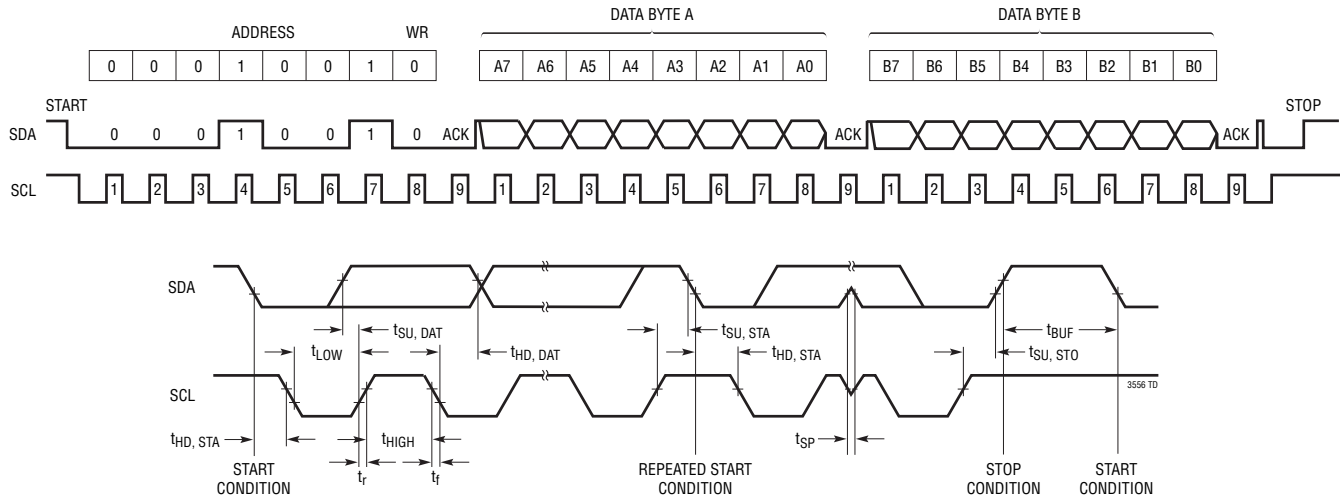 DATA BYTE A DATA BYTE B
ADDRESS WR
0 0 0 1 0 0 1 0 A7 A6 A5 A4 A3 A2 A1 A0 B7 B6 B5 B4 B3 B2 B1 B0
START STOP
SDA 0 0 0 1 0 0 1 0 ACK ACK ACK
SCL 1 2 3 4 5 6 7 8 9 1 2 3 4 5 6 7 8 9 1 2 3 4 5 6 7 8 9
SDA
tSU, DAT tSU, STA tBUF
tLOW tHD, DAT tHD, STA tSU, STO
SCL 3556 TD
tHD, STA tHIGH tSP
tr tf
START CONDITION REPEATED START CONDITION STOP CONDITION START CONDITION